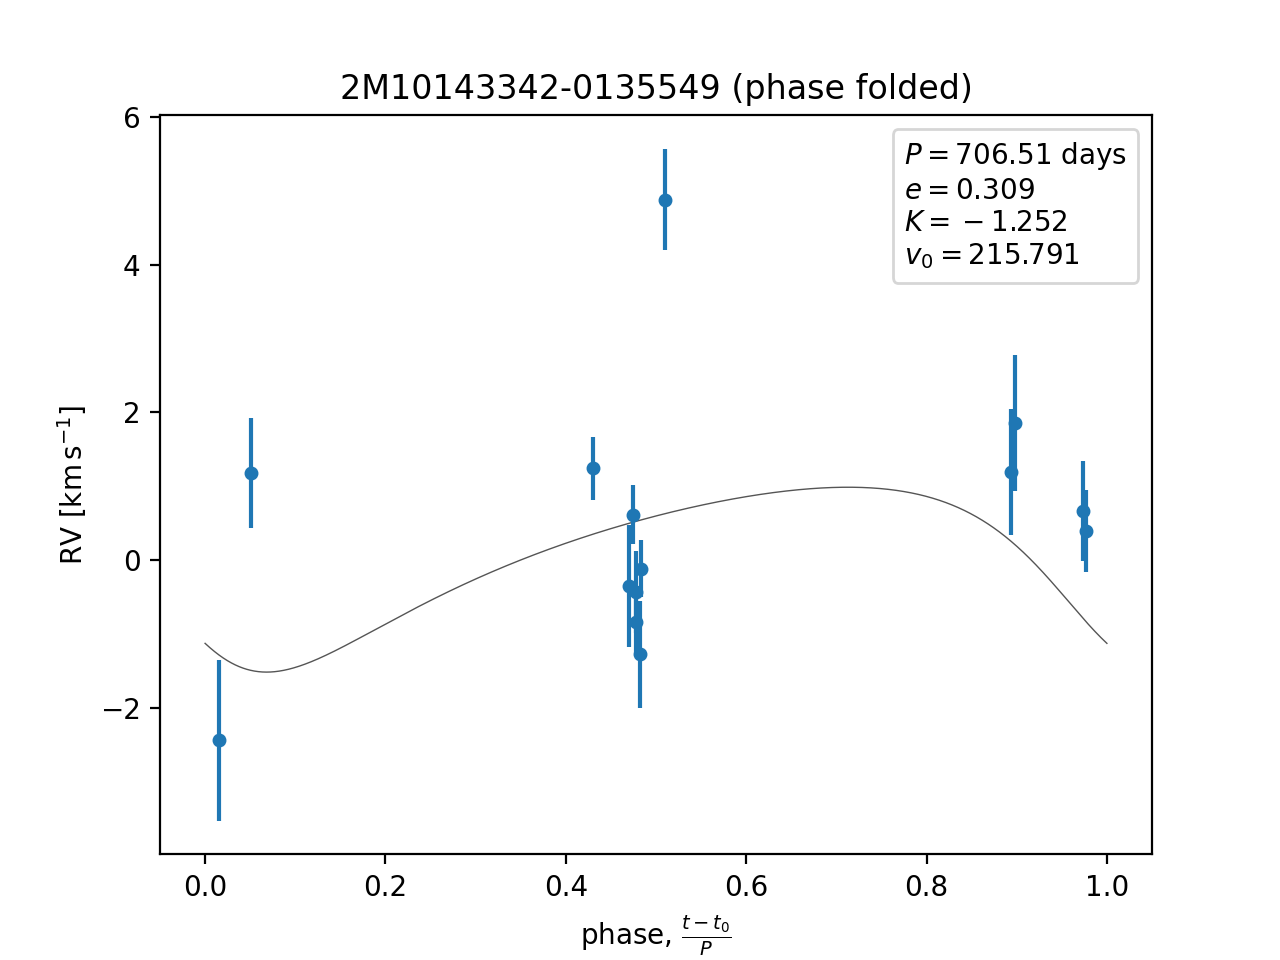 2M10143342-0135549 (phase folded)
P = 706.51 days
e = 0.309
K = −1.252
v₀ = 215.791
6
4
2
0
−2
RV [km s⁻¹]
0.0 0.2 0.4 0.6 0.8 1.0
phase, (t − t₀)/P